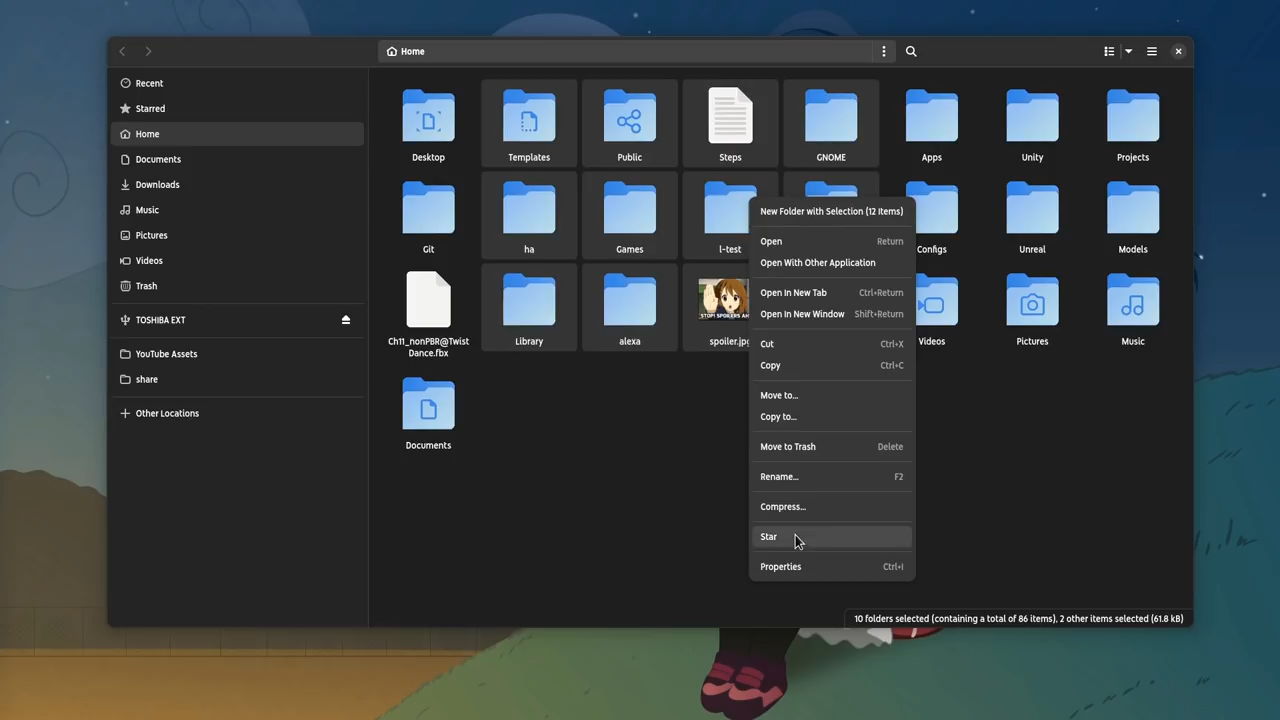 Home
Recent
Starred
Home
Documents
Downloads
Music
Pictures
Videos
Trash
TOSHIBA EXT
YouTube Assets
share
Other Locations
Desktop
Templates
Public
Steps
GNOME
Apps
Unity
Projects
Git
ha
Games
l-test
Configs
Unreal
Models
Ch11_nonPBR@Twist
Dance.fbx
Library
alexa
STOP! SPOILERS AH
spoiler.jpg
Videos
Pictures
Music
Documents
New Folder with Selection (12 Items)
Open Return
Open With Other Application
Open In New Tab Ctrl+Return
Open In New Window Shift+Return
Cut Ctrl+X
Copy Ctrl+C
Move to...
Copy to...
Move to Trash Delete
Rename... F2
Compress...
Star
Properties Ctrl+I
10 folders selected (containing a total of 86 items), 2 other items selected (61.8 kB)